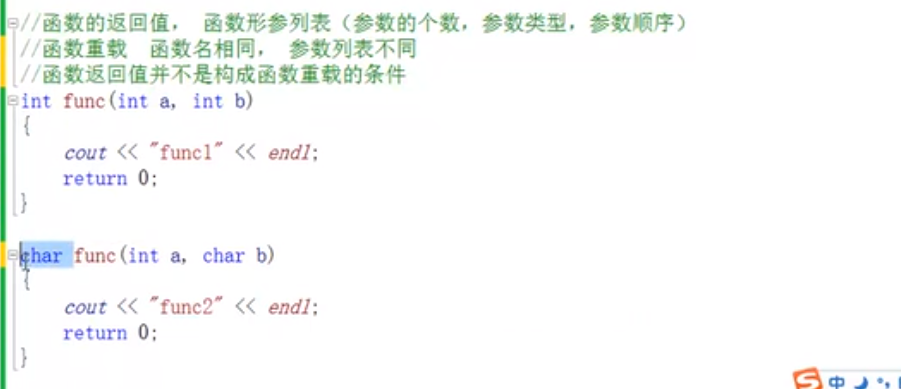 //函数的返回值， 函数形参列表（参数的个数，参数类型，参数顺序）
//函数重载  函数名相同， 参数列表不同
//函数返回值并不是构成函数重载的条件
int func(int a, int b)
{
    cout << "func1" << endl;
    return 0;
}
char func(int a, char b)
{
    cout << "func2" << endl;
    return 0;
}
S 中